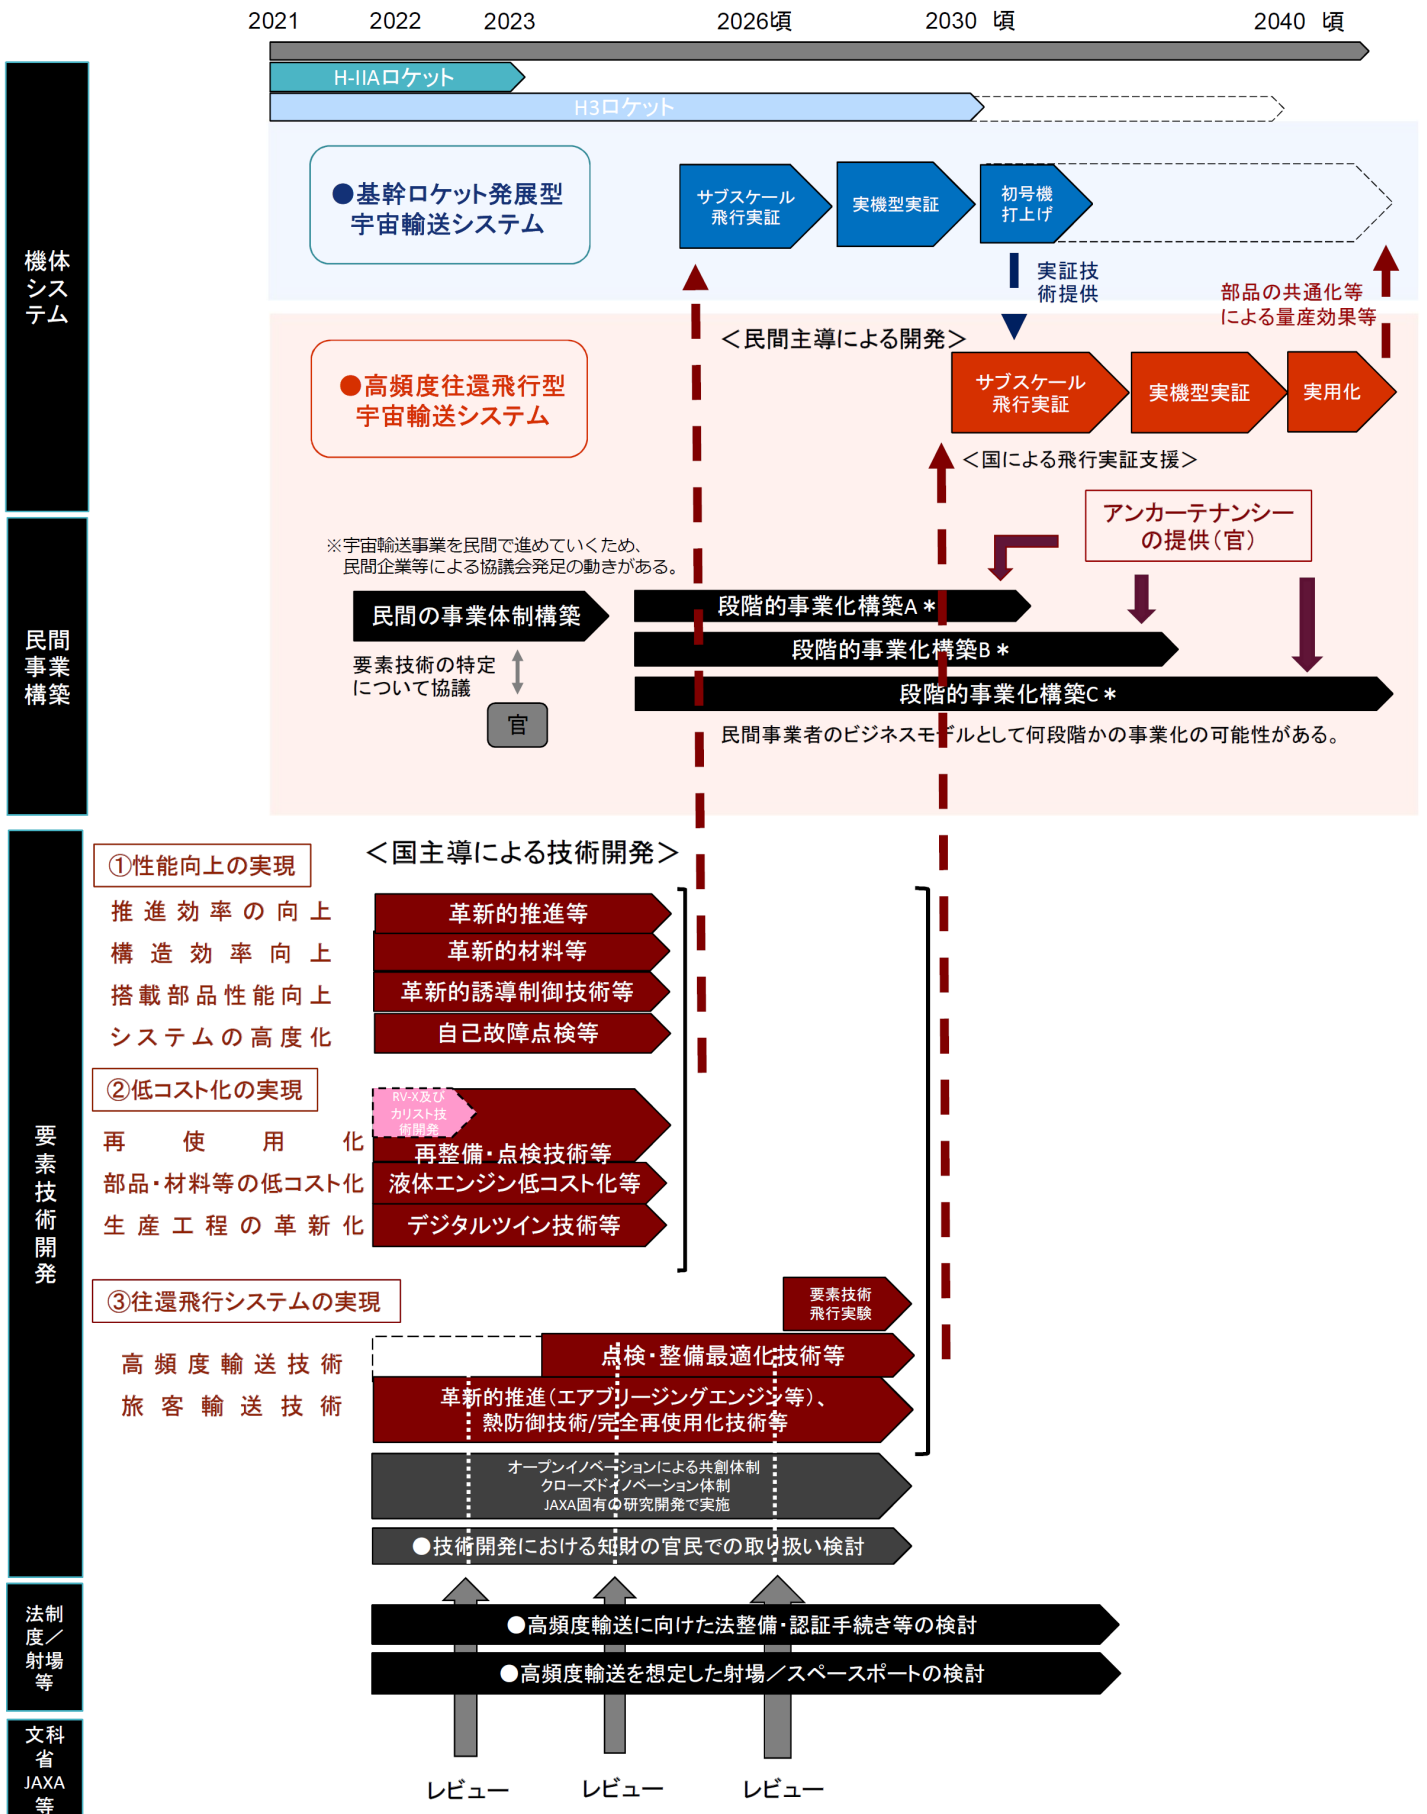 2021
2022
2023
2026頃
2030 頃
2040 頃
H-IIAロケット
H3ロケット
機体
シス
テム
●基幹ロケット発展型
宇宙輸送システム
サブスケール
飛行実証
実機型実証
初号機
打上げ
実証技
術提供
部品の共通化等
による量産効果等
＜民間主導による開発＞
●高頻度往還飛行型
宇宙輸送システム
サブスケール
飛行実証
実機型実証
実用化
＜国による飛行実証支援＞
アンカーテナンシー
の提供（官）
民間
事業
構築
※宇宙輸送事業を民間で進めていくため、
民間企業等による協議会発足の動きがある。
民間の事業体制構築
段階的事業化構築A＊
段階的事業化構築B＊
段階的事業化構築C＊
要素技術の特定
について協議
官
民間事業者のビジネスモデルとして何段階かの事業化の可能性がある。
要
素
技
術
開
発
①性能向上の実現
＜国主導による技術開発＞
推進効率の向上
革新的推進等
構造効率向上
革新的材料等
搭載部品性能向上
革新的誘導制御技術等
システムの高度化
自己故障点検等
②低コスト化の実現
RV-X及び
カリスト技
術開発
再使用化
再整備・点検技術等
部品・材料等の低コスト化
液体エンジン低コスト化等
生産工程の革新化
デジタルツイン技術等
③往還飛行システムの実現
要素技術
飛行実験
高頻度輸送技術
点検・整備最適化技術等
旅客輸送技術
革新的推進（エアブリージングエンジン等）、
熱防御技術/完全再使用化技術等
オープンイノベーションによる共創体制
クローズドイノベーション体制
JAXA固有の研究開発で実施
●技術開発における知財の官民での取り扱い検討
法制
度／
射場
等
●高頻度輸送に向けた法整備・認証手続き等の検討
●高頻度輸送を想定した射場／スペースポートの検討
文科
省
JAXA
等
レビュー
レビュー
レビュー